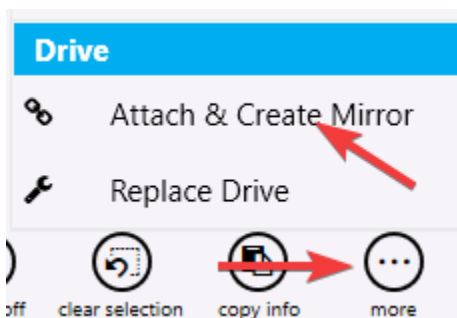 Drive
Attach & Create Mirror
Replace Drive
off clear selection copy info more